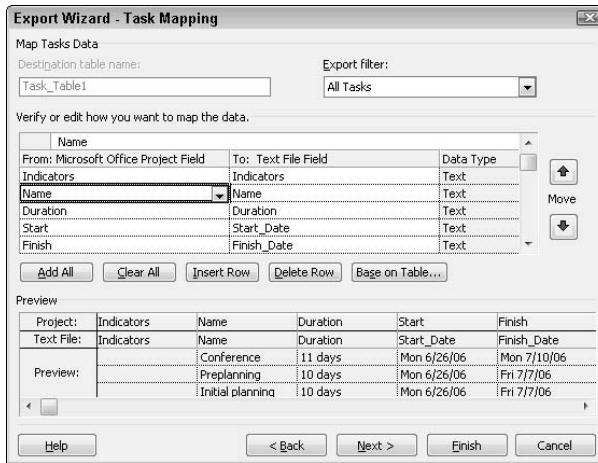 Export Wizard - Task Mapping
Map Tasks Data
Destination table name:
Export filter:
Task_Table1
All Tasks
Verify or edit how you want to map the data.
Name
From: Microsoft Office Project Field To: Text File Field Data Type
Indicators Indicators Text
Name Name Text
Duration Duration Text
Start Start_Date Text
Finish Finish_Date Text
Move
Add All Clear All Insert Row Delete Row Base on Table...
Preview
Project: Indicators Name Duration Start Finish
Text File: Indicators Name Duration Start_Date Finish_Date
Preview:
Conference 11 days Mon 6/26/06 Mon 7/10/06
Preplanning 10 days Mon 6/26/06 Fri 7/7/06
Initial planning 10 days Mon 6/26/06 Fri 7/7/06
Help < Back Next > Finish Cancel